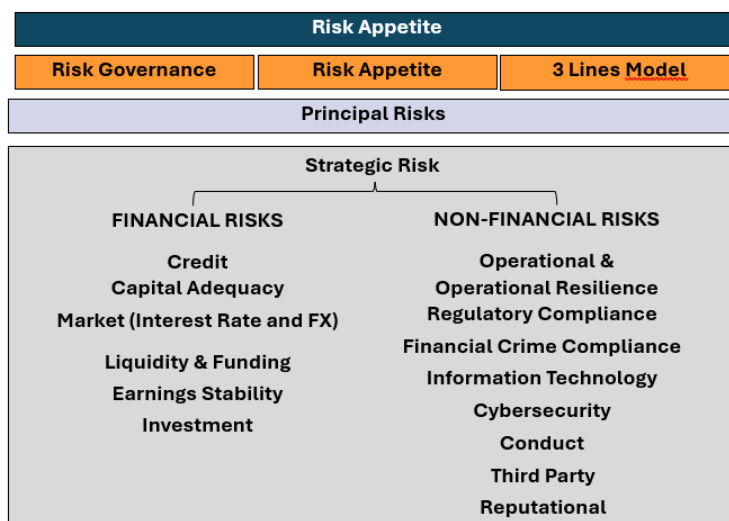 Risk Appetite
Risk Governance
Risk Appetite
3 Lines Model
Principal Risks
Strategic Risk
FINANCIAL RISKS
Credit
Capital Adequacy
Market (Interest Rate and FX)
Liquidity & Funding
Earnings Stability
Investment
NON-FINANCIAL RISKS
Operational &
Operational Resilience
Regulatory Compliance
Financial Crime Compliance
Information Technology
Cybersecurity
Conduct
Third Party
Reputational